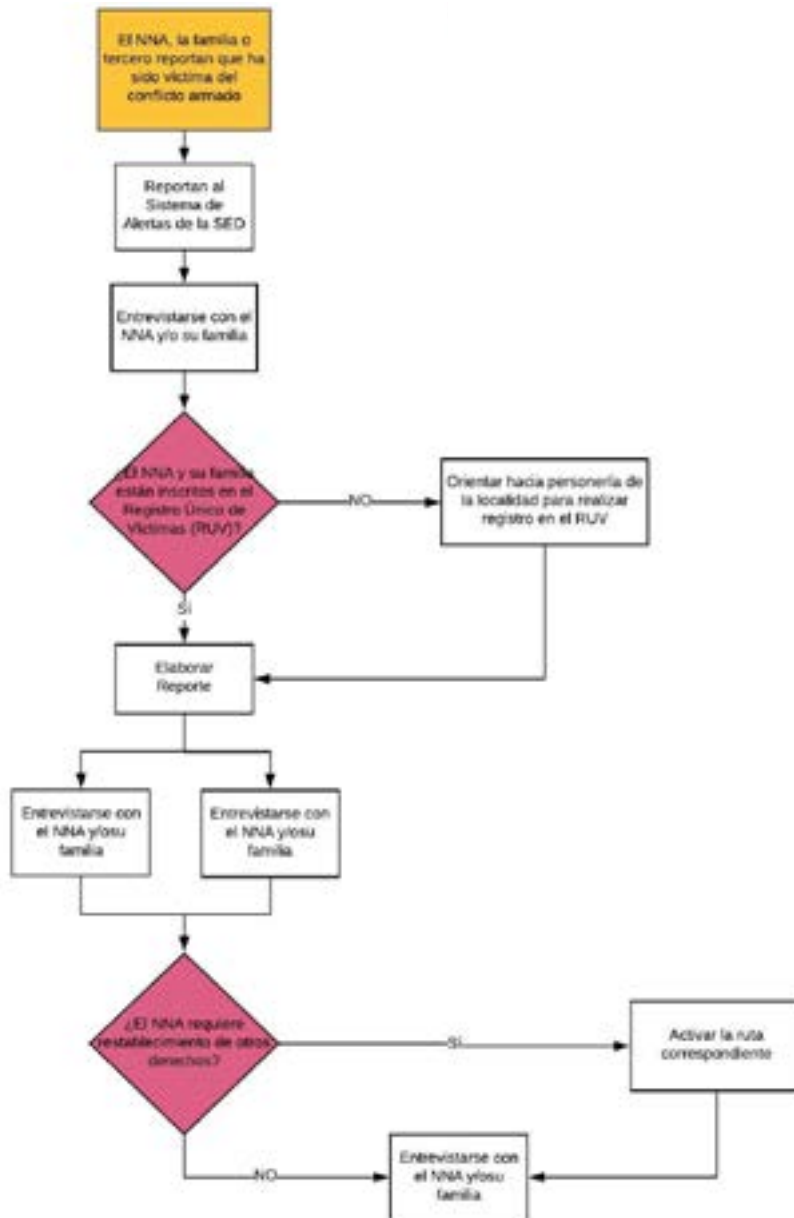 El NNA, la familia o
tercero reportan que ha
sido víctima del
conflicto armado
Reportan al
Sistema de
Alertas de la SED
Entrevistarse con el
NNA y/o su familia
¿El NNA y su familia
están inscritos en el
Registro Único de
Víctimas (RUV)?
NO
Orientar hacia personería de
la localidad para realizar
registro en el RUV
SÍ
Elaborar
Reporte
Entrevistarse con
el NNA y/osu
familia
Entrevistarse con
el NNA y/osu
familia
¿El NNA requiere
restablecimiento de otros
derechos?
SÍ
Activar la ruta
correspondiente
NO
Entrevistarse con
el NNA y/osu
familia